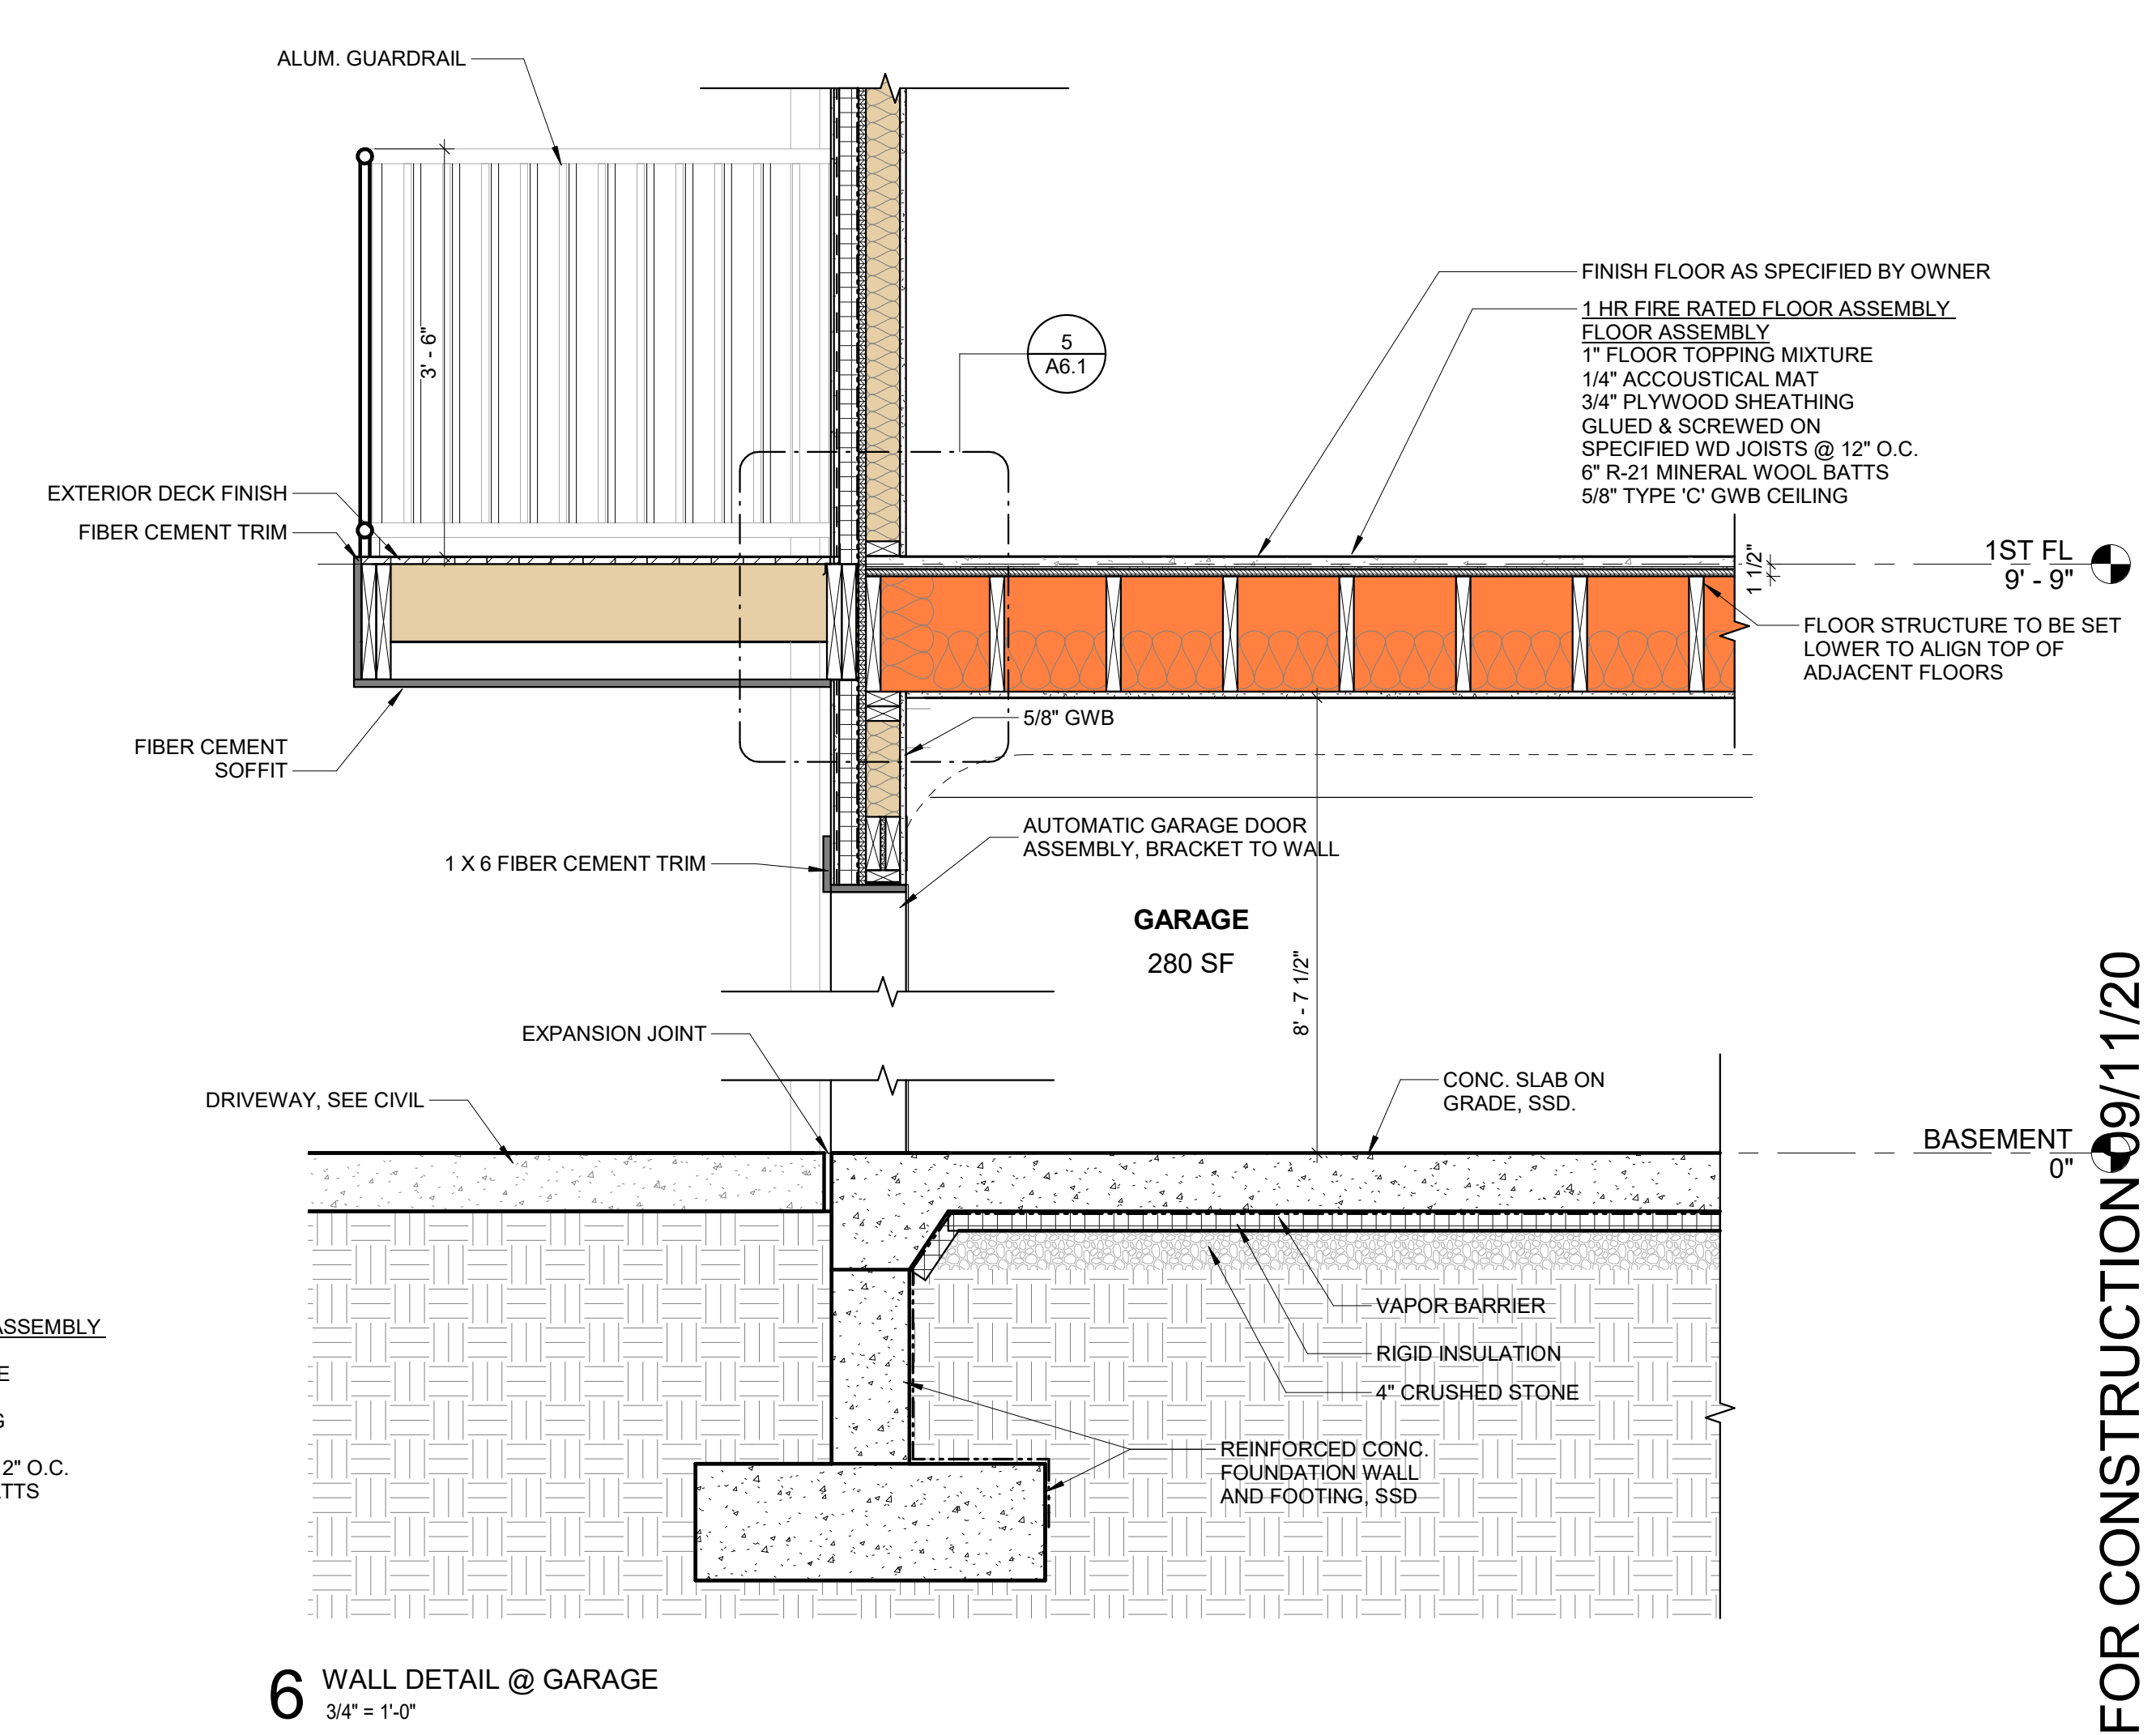 ALUM. GUARDRAIL
3' - 6"
5
A6.1
FINISH FLOOR AS SPECIFIED BY OWNER
1 HR FIRE RATED FLOOR ASSEMBLY
FLOOR ASSEMBLY
1" FLOOR TOPPING MIXTURE
1/4" ACCOUSTICAL MAT
3/4" PLYWOOD SHEATHING
GLUED & SCREWED ON
SPECIFIED WD JOISTS @ 12" O.C.
6" R-21 MINERAL WOOL BATTS
5/8" TYPE 'C' GWB CEILING
EXTERIOR DECK FINISH
FIBER CEMENT TRIM
1 1/2"
1ST FL
9' - 9"
FLOOR STRUCTURE TO BE SET
LOWER TO ALIGN TOP OF
ADJACENT FLOORS
5/8" GWB
FIBER CEMENT
SOFFIT
AUTOMATIC GARAGE DOOR
ASSEMBLY, BRACKET TO WALL
1 X 6 FIBER CEMENT TRIM
GARAGE
280 SF
8' - 7 1/2"
EXPANSION JOINT
DRIVEWAY, SEE CIVIL
CONC. SLAB ON
GRADE, SSD.
BASEMENT
0"
VAPOR BARRIER
RIGID INSULATION
4" CRUSHED STONE
REINFORCED CONC.
FOUNDATION WALL
AND FOOTING, SSD
ASSEMBLY
E
G
2" O.C.
ATTS
6
WALL DETAIL @ GARAGE
3/4" = 1'-0"
FOR CONSTRUCTION 09/11/20